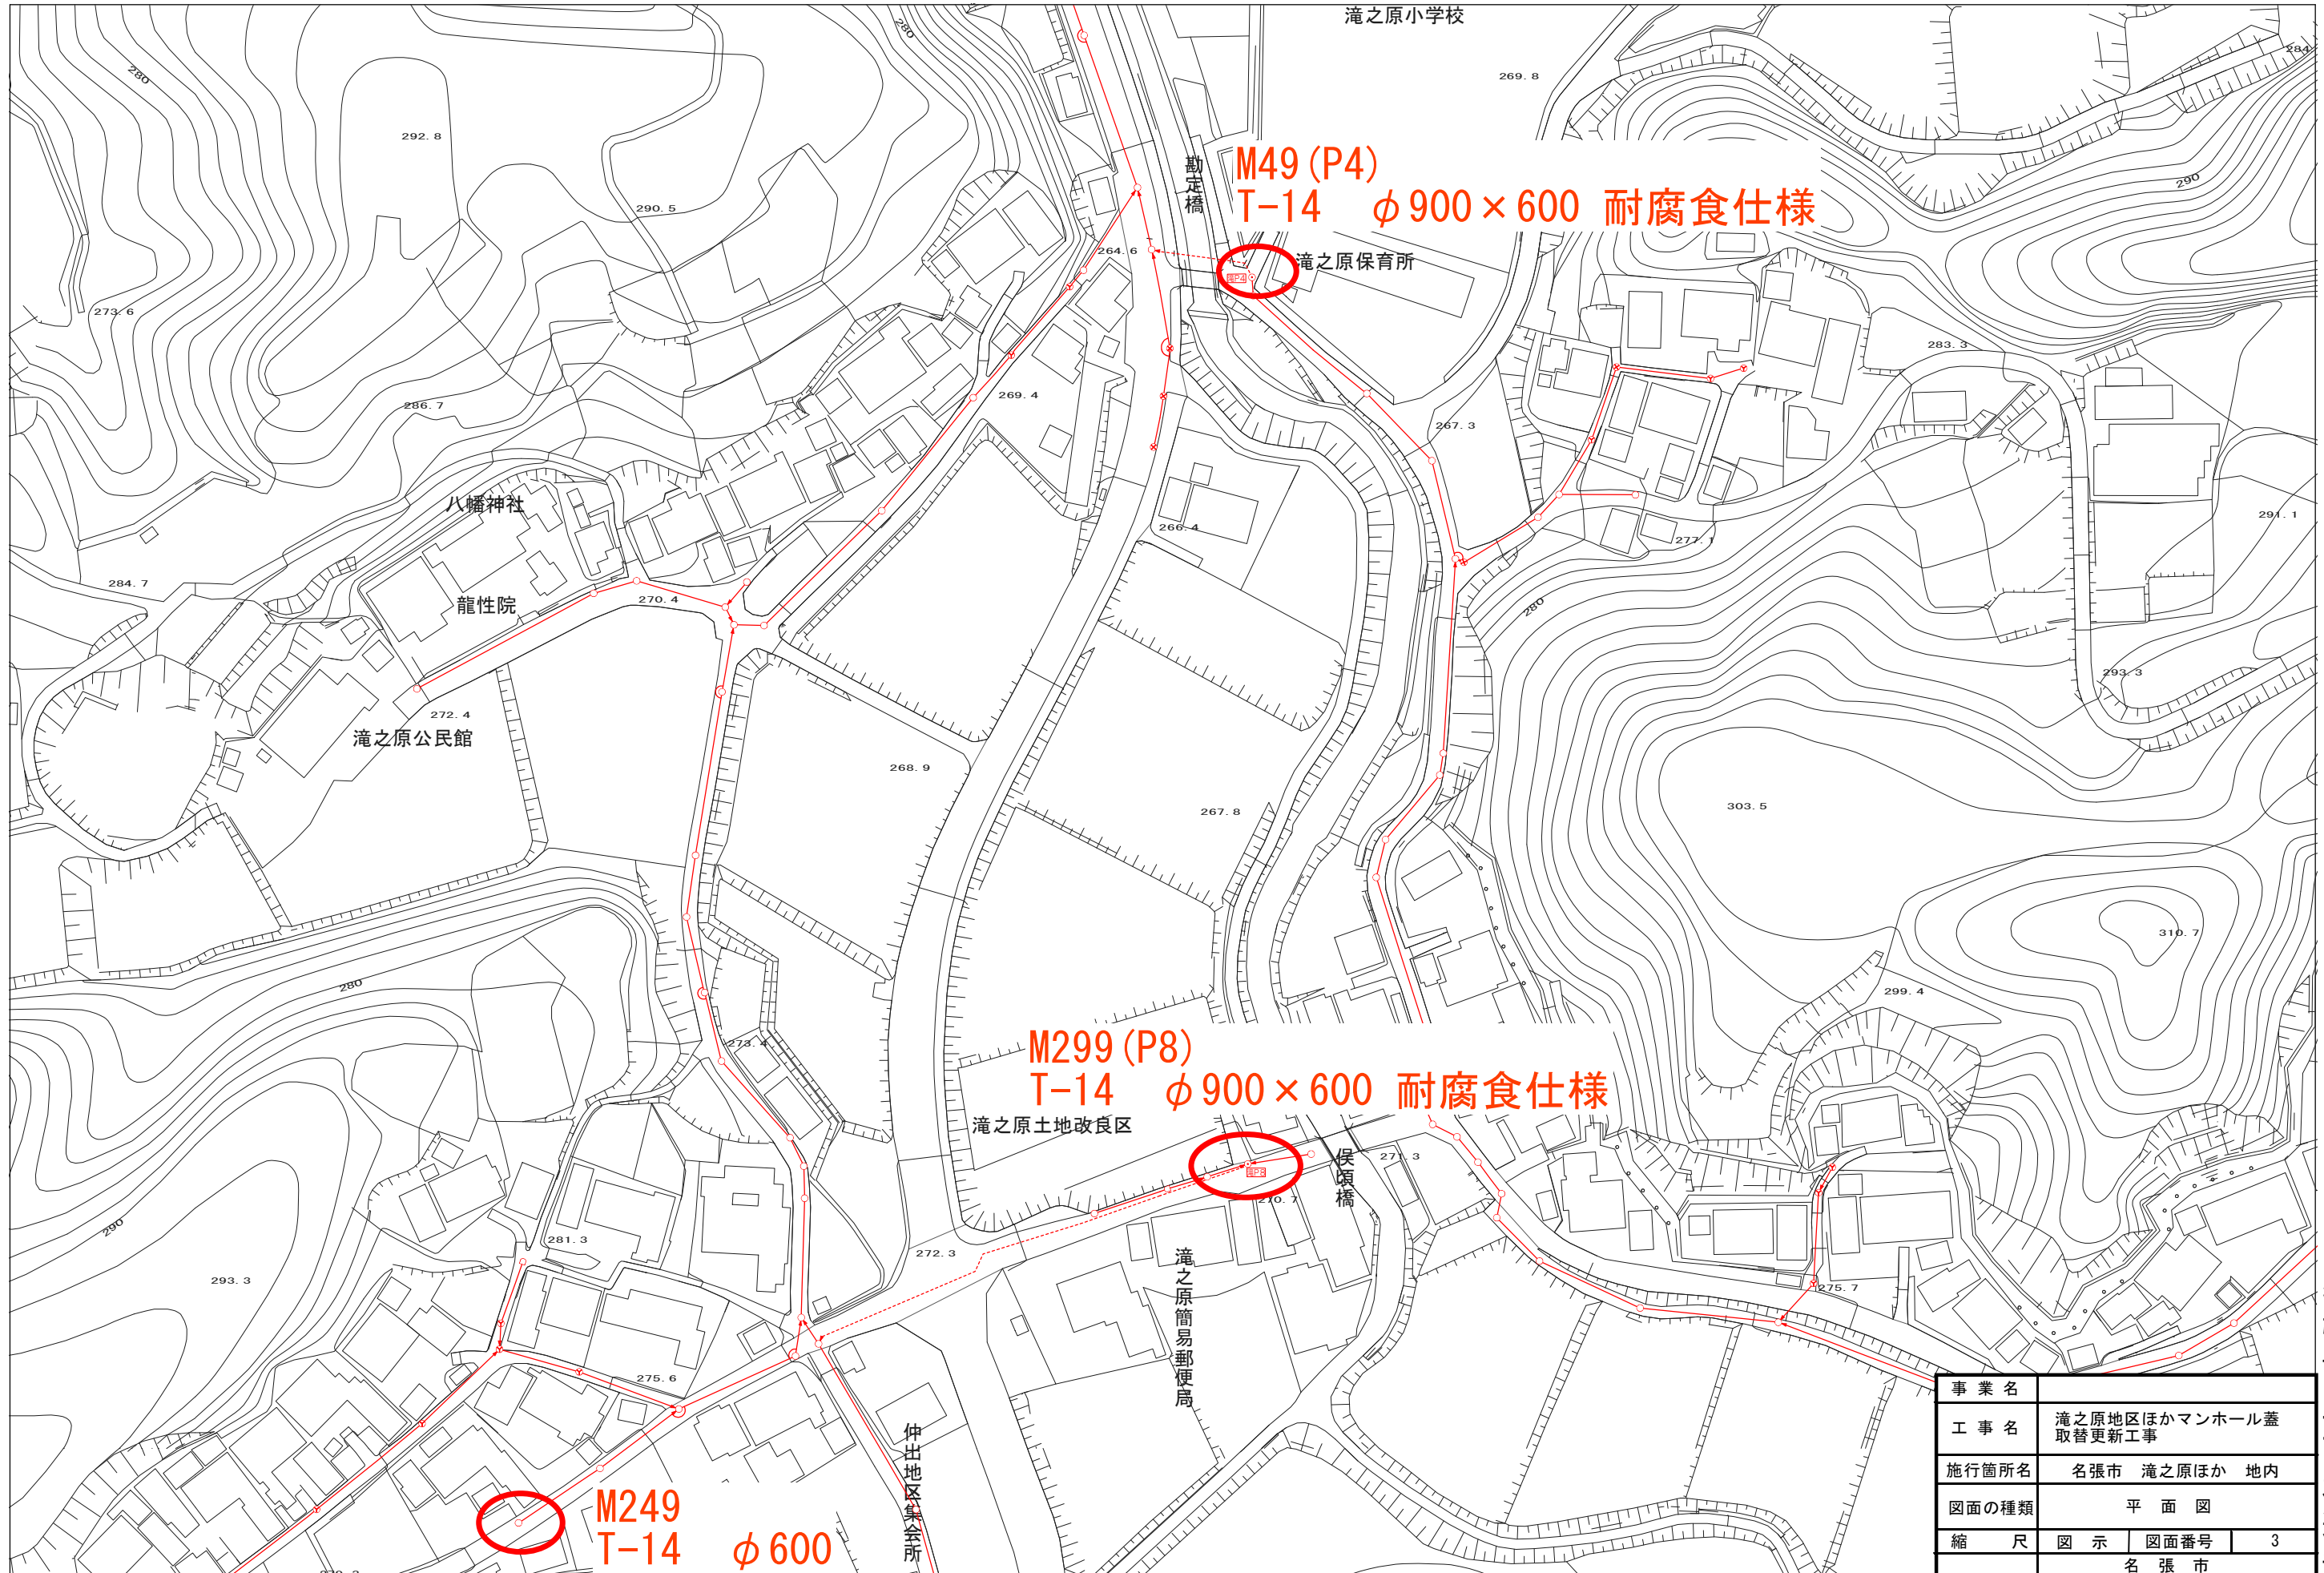 滝之原小学校
280
280
284
269.8
292.8
勘定橋
M49(P4)
T-14 φ900×600 耐腐食仕様
290
290.5
264.6
滝之原保育所
273.6
283.3
286.7
269.4
267.3
八幡神社
266.4
291.1
277.1
284.7
龍性院
270.4
280
293.3
272.4
滝之原公民館
268.9
267.8
303.5
310.7
280
299.4
273.4
M299(P8)
T-14 φ900×600 耐腐食仕様
滝之原土地改良区
俣頃橋
271.3
270.7
290
281.3
272.3
滝之原簡易郵便局
293.3
275.7
275.6
仲出地区集会所
M249
T-14 φ600
事業名
工事名 滝之原地区ほかマンホール蓋
取替更新工事
施行箇所名 名張市 滝之原ほか 地内
図面の種類 平面図
縮尺 図示 図面番号 3
名張市